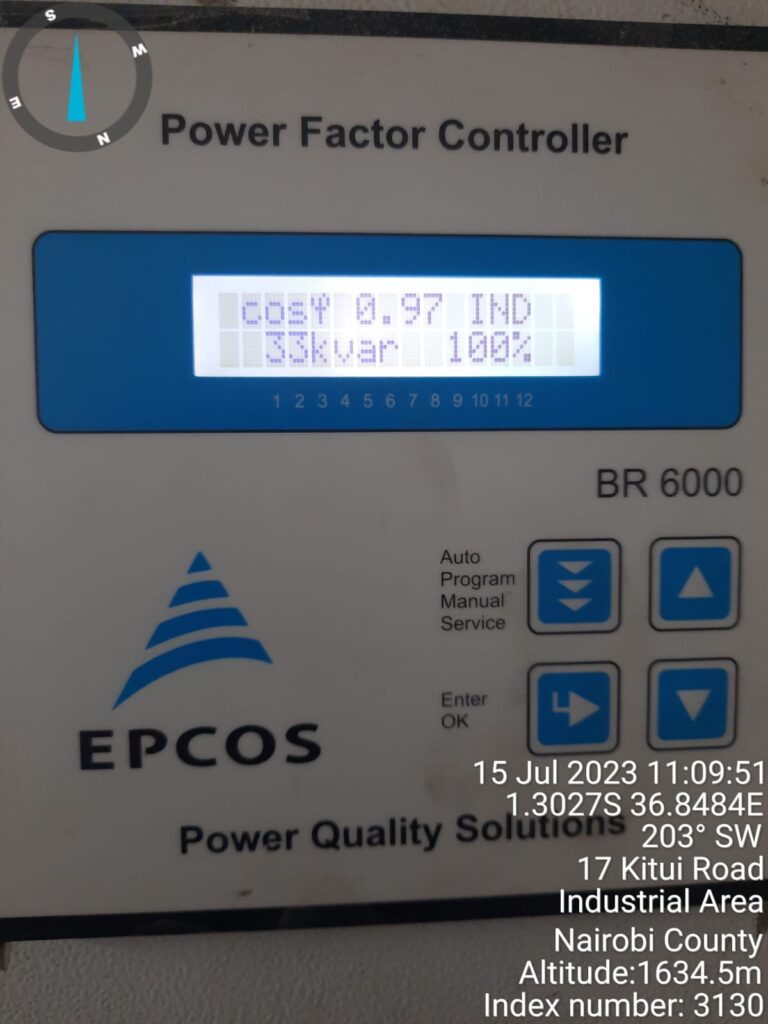 S
W
E
N
Power Factor Controller
cosφ 0.97 IND
33kvar 100%
1 2 3 4 5 6 7 8 9 10 11 12
BR 6000
Auto
Program
Manual
Service
Enter
OK
EPCOS
Power Quality Solutions
15 Jul 2023 11:09:51
1.3027S 36.8484E
203° SW
17 Kitui Road
Industrial Area
Nairobi County
Altitude:1634.5m
Index number: 3130